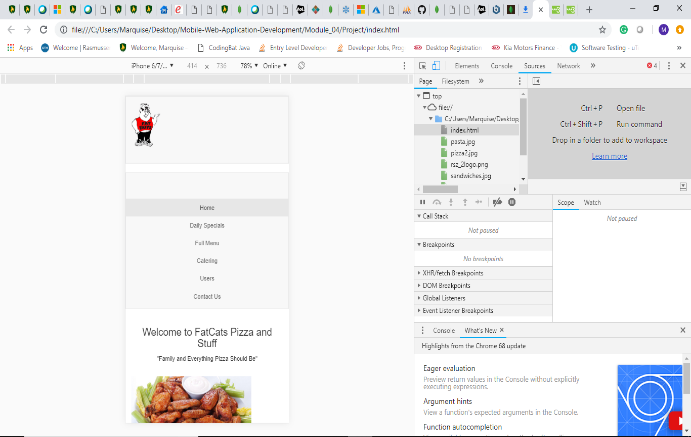 file:///C:/Users/Marquise/Desktop/Mobile-Web-Application-Development/Module_04/Project/index.html
Apps Welcome | Rasmuss Welcome, Marquise CodingBat Java Entry Level Developer Developer Jobs, Proj Desktop Registration Kia Motors Finance Software Testing - uT
iPhone 6/7/... 414 × 736 78% Online
Elements Console Sources Network 4
Page Filesystem
top
file://
C:/Users/Marquise/Desktop
index.html
pasta.jpg
pizza2.jpg
rsz_2logo.png
sandwiches.jpg
Ctrl + P Open file
Ctrl + Shift + P Run command
Drop in a folder to add to workspace
Learn more
Home
Daily Specials
Full Menu
Catering
Users
Contact Us
Welcome to FatCats Pizza and
Stuff
"Family and Everything Pizza Should Be"
Call Stack
Not paused
Breakpoints
No breakpoints
XHR/fetch Breakpoints
DOM Breakpoints
Global Listeners
Event Listener Breakpoints
Scope Watch
Not paused
Console What's New
Highlights from the Chrome 68 update
Eager evaluation
Preview return values in the Console without explicitly
executing expressions.
Argument hints
View a function's expected arguments in the Console.
Function autocompletion